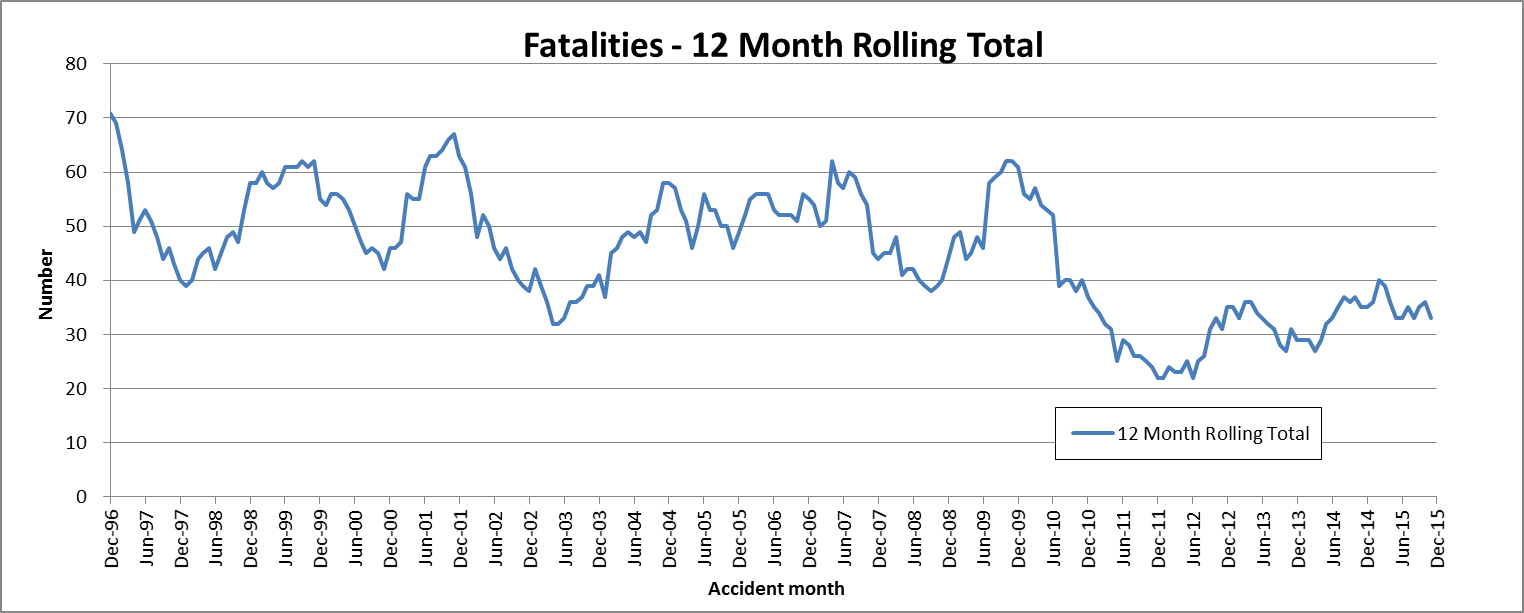 Fatalities - 12 Month Rolling Total
80
70
60
50
40
30
20
10
0
Number
12 Month Rolling Total
Dec-96
Jun-97
Dec-97
Jun-98
Dec-98
Jun-99
Dec-99
Jun-00
Dec-00
Jun-01
Dec-01
Jun-02
Dec-02
Jun-03
Dec-03
Jun-04
Dec-04
Jun-05
Dec-05
Jun-06
Dec-06
Jun-07
Dec-07
Jun-08
Dec-08
Jun-09
Dec-09
Jun-10
Dec-10
Jun-11
Dec-11
Jun-12
Dec-12
Jun-13
Dec-13
Jun-14
Dec-14
Jun-15
Dec-15
Accident month